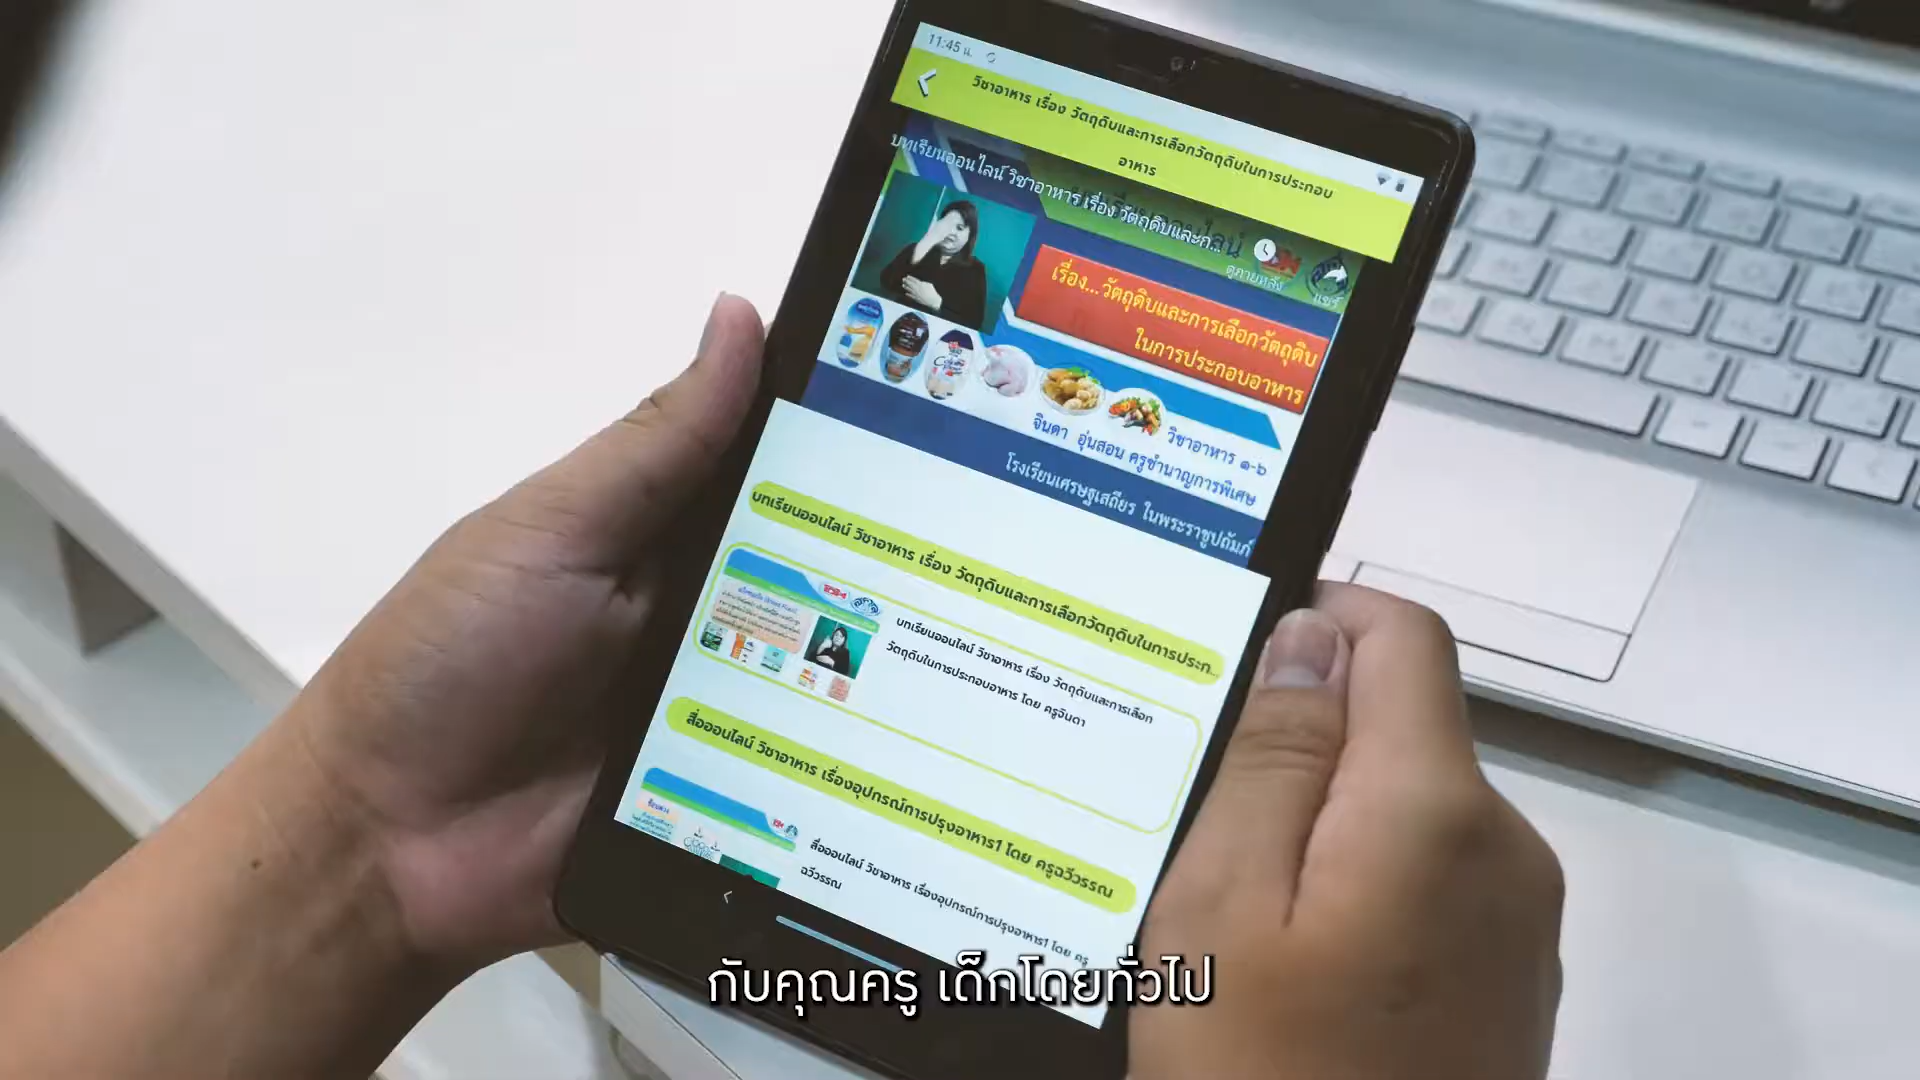 11:45 น.
วิชาอาหาร เรื่อง วัตถุดิบและการเลือกวัตถุดิบในการประกอบ
อาหาร
บทเรียนออนไลน์ วิชาอาหาร เรื่อง วัตถุดิบและก...
ดูภายหลัง
แชร์
เรื่อง...วัตถุดิบและการเลือกวัตถุดิบ
ในการประกอบอาหาร
วิชาอาหาร ๑-๖
จินดา อุ่นสอน ครูชำนาญการพิเศษ
โรงเรียนเศรษฐเสถียร ในพระราชูปถัมภ์
บทเรียนออนไลน์ วิชาอาหาร เรื่อง วัตถุดิบและการเลือกวัตถุดิบในการประก...
บทเรียนออนไลน์ วิชาอาหาร เรื่อง วัตถุดิบและการเลือก
วัตถุดิบในการประกอบอาหาร โดย ครูจินดา
สื่อออนไลน์ วิชาอาหาร เรื่องอุปกรณ์การปรุงอาหาร1 โดย ครูฉวีวรรณ
สื่อออนไลน์ วิชาอาหาร เรื่องอุปกรณ์การปรุงอาหาร1 โดย ครู
ฉวีวรรณ
กับคุณครู เด็กโดยทั่วไป